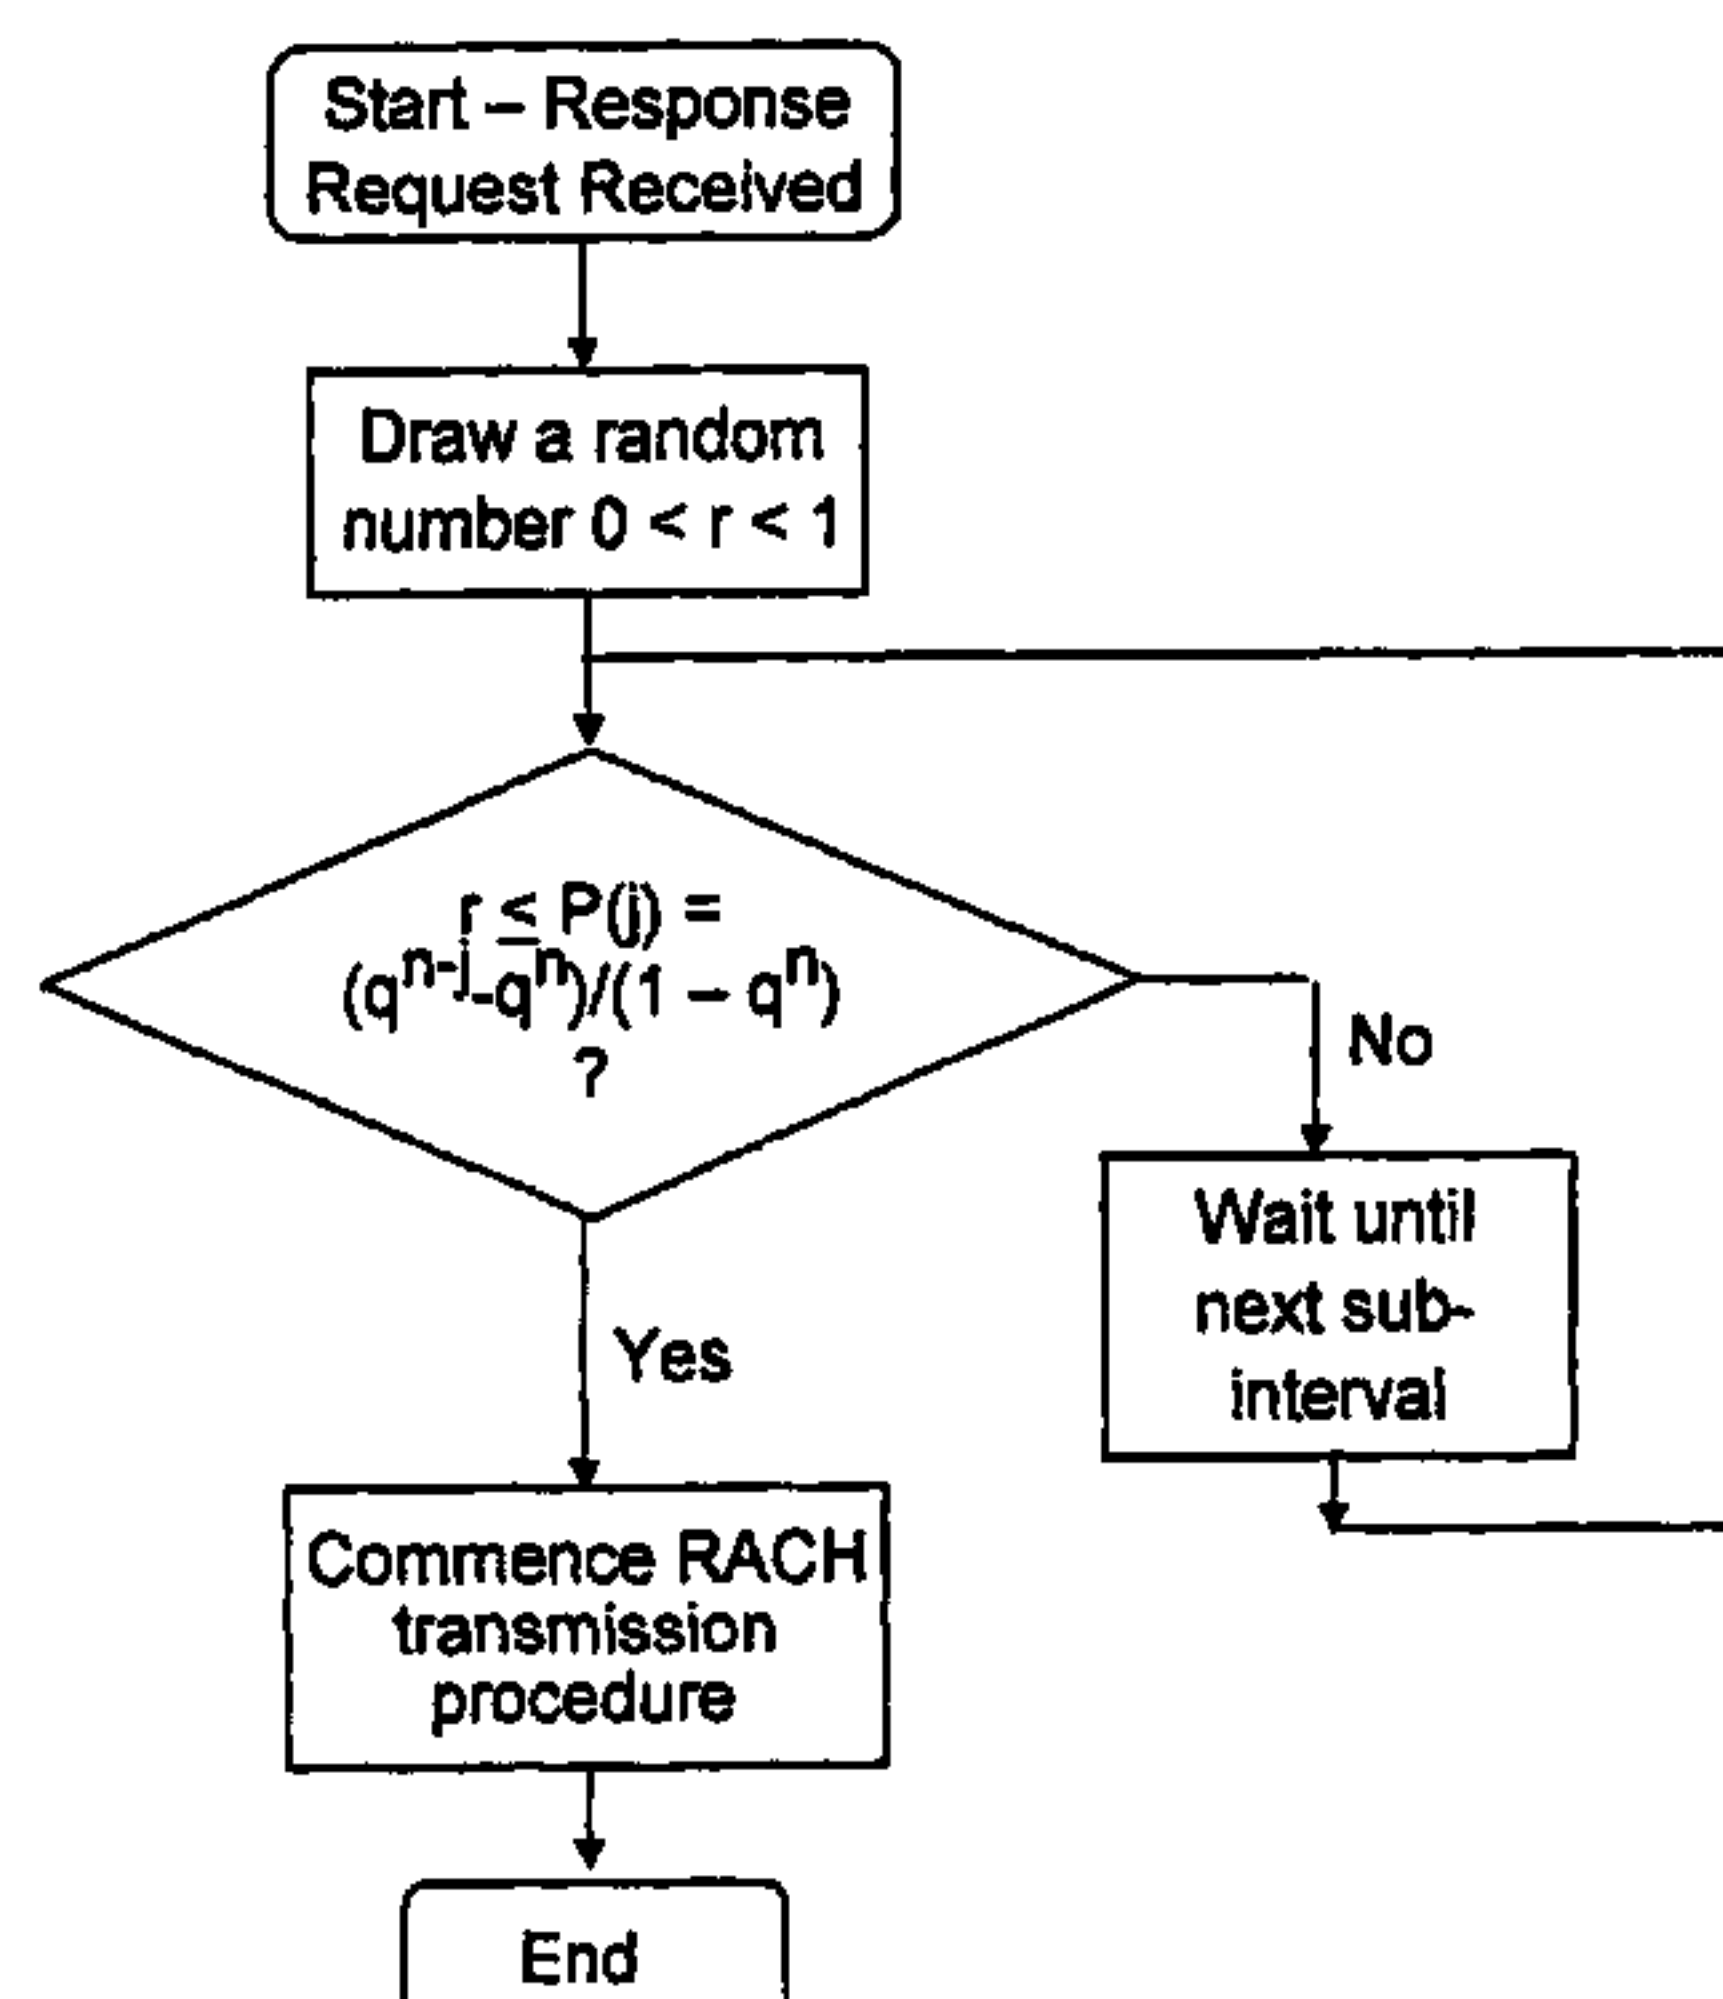 Start – Response
Request Received
Draw a random
number 0 < r < 1
r ≤ P(j) =
(q^n-j-q^n)/(1 – q^n)
?
No
Wait until
next sub-
interval
Yes
Commence RACH
transmission
procedure
End